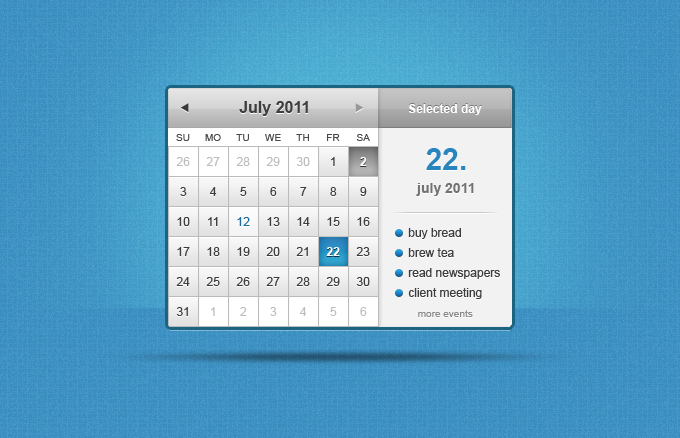 July 2011
SU MO TU WE TH FR SA
26 27 28 29 30 1 2
3 4 5 6 7 8 9
10 11 12 13 14 15 16
17 18 19 20 21 22 23
24 25 26 27 28 29 30
31 1 2 3 4 5 6
Selected day
22.
july 2011
buy bread
brew tea
read newspapers
client meeting
more events